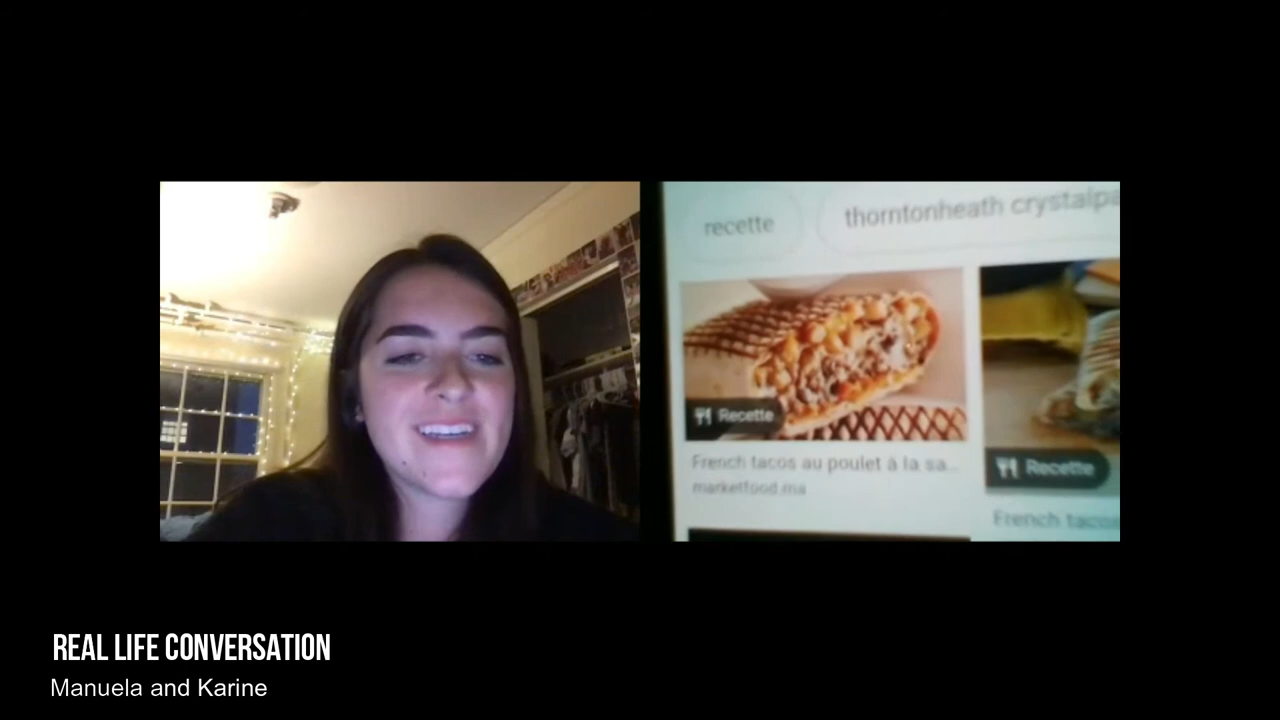 recette
thorntonheath crystalpa
Recette
French tacos au poulet à la sa...
marketfood.ma
Recette
French tacos
REAL LIFE CONVERSATION
Manuela and Karine